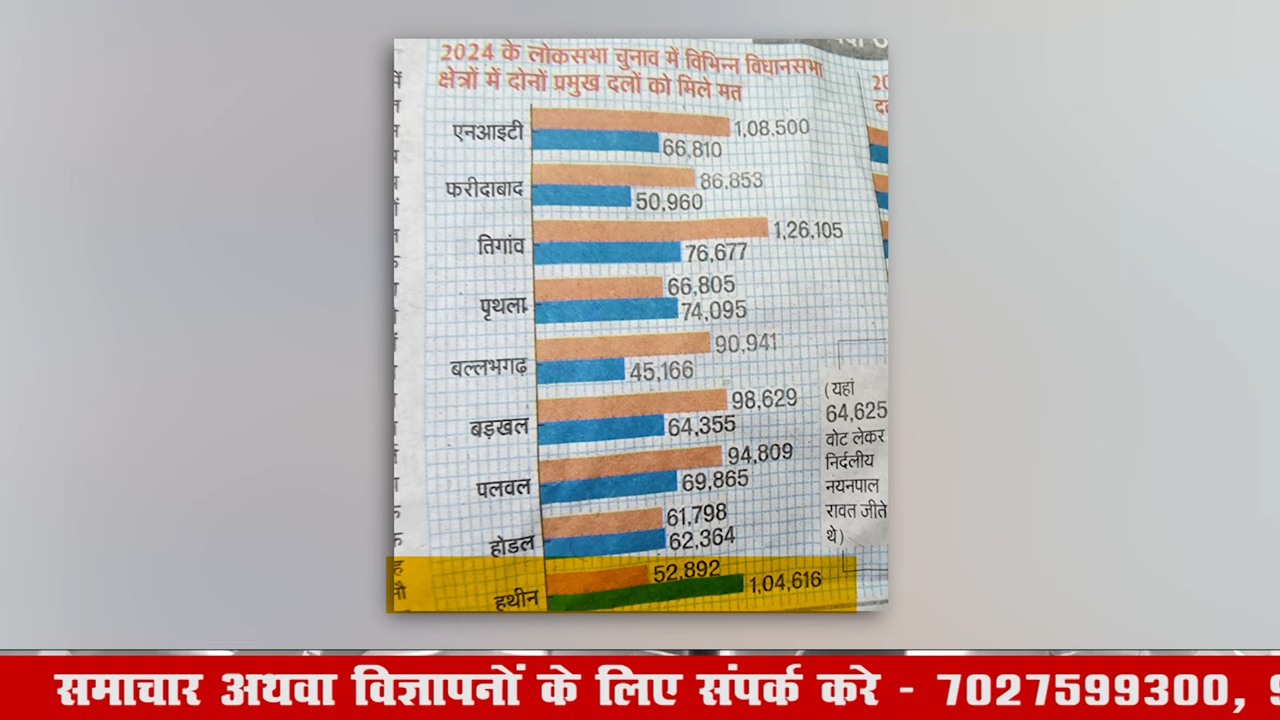 2024 के लोकसभा चुनाव में विभिन्न विधानसभा
क्षेत्रों में दोनों प्रमुख दलों को मिले मत
एनआइटी
1,08,500
66,810
फरीदाबाद
86,853
50,960
तिगांव
1,26,105
76,677
पृथला
66,805
74,095
बल्लभगढ़
90,941
45,166
बड़खल
98,629
64,355
पलवल
94,809
69,865
होडल
61,798
62,364
हथीन
52,892
1,04,616
(यहां
64,625
वोट लेकर
निर्दलीय
नयनपाल
रावत जीते
थे)
समाचार अथवा विज्ञापनों के लिए संपर्क करे - 7027599300, 9